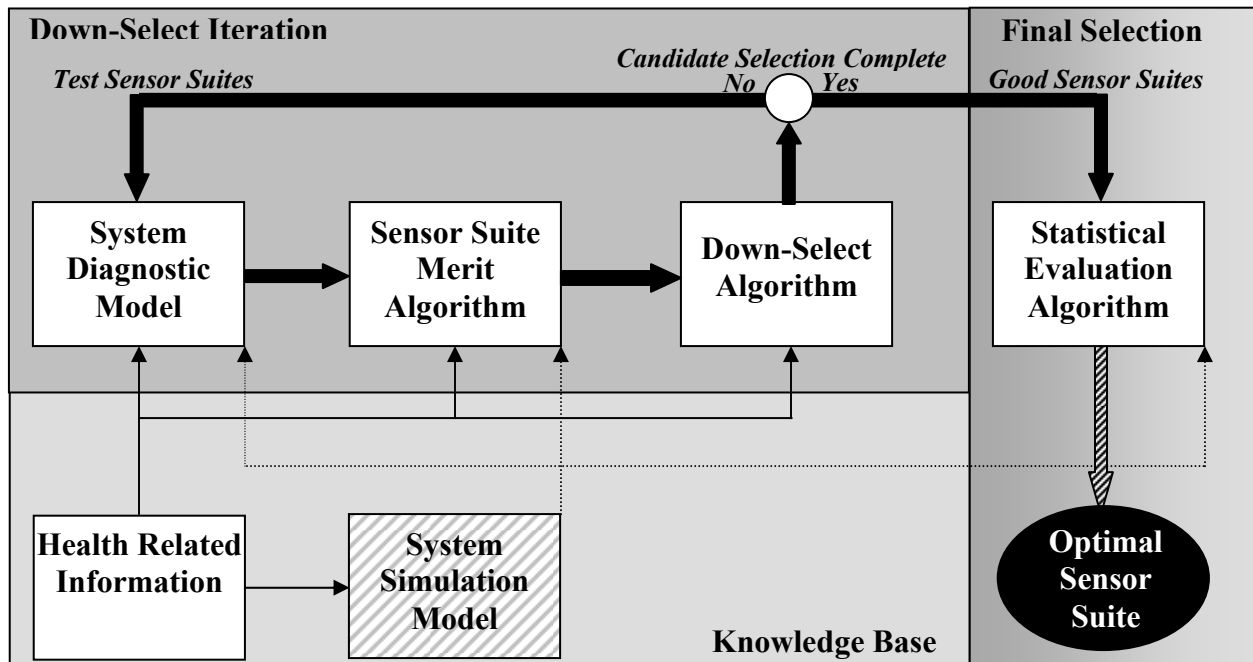 Down-Select Iteration
Final Selection
Candidate Selection Complete
Test Sensor Suites
No
Yes
Good Sensor Suites
System
Diagnostic
Model
Sensor Suite
Merit
Algorithm
Down-Select
Algorithm
Statistical
Evaluation
Algorithm
Health Related
Information
System
Simulation
Model
Optimal
Sensor
Suite
Knowledge Base